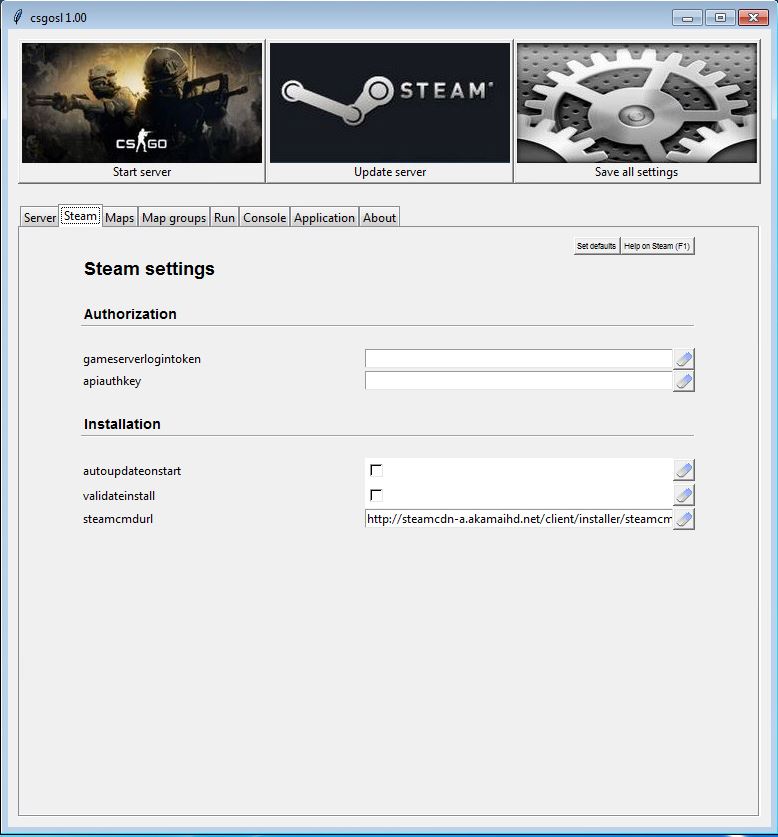 csgosl 1.00
CS GO
STEAM
Start server
Update server
Save all settings
Server Steam Maps Map groups Run Console Application About
Set defaults Help on Steam (F1)
Steam settings
Authorization
gameserverlogintoken
apiauthkey
Installation
autoupdateonstart
validateinstall
steamcmdurl http://steamcdn-a.akamaihd.net/client/installer/steamcm